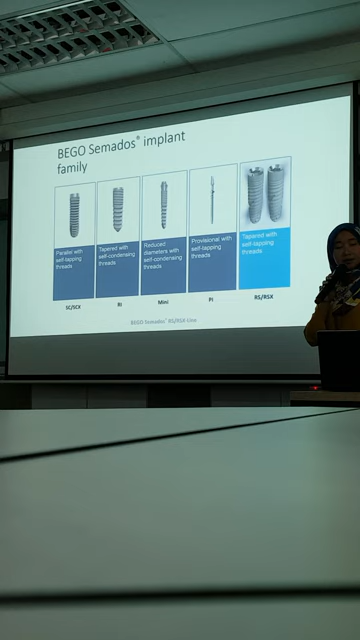 BEGO Semados® implant
family
Parallel with
self-tapping
threads
Tapered with
self-condensing
threads
Reduced
diameters with
self-condensing
threads
Provisional with
self-tapping
threads
Tapered with
self-tapping
threads
SC/SCX
Ri
Mini
Pi
RS/RSX
BEGO Semados® RS/RSX-Line